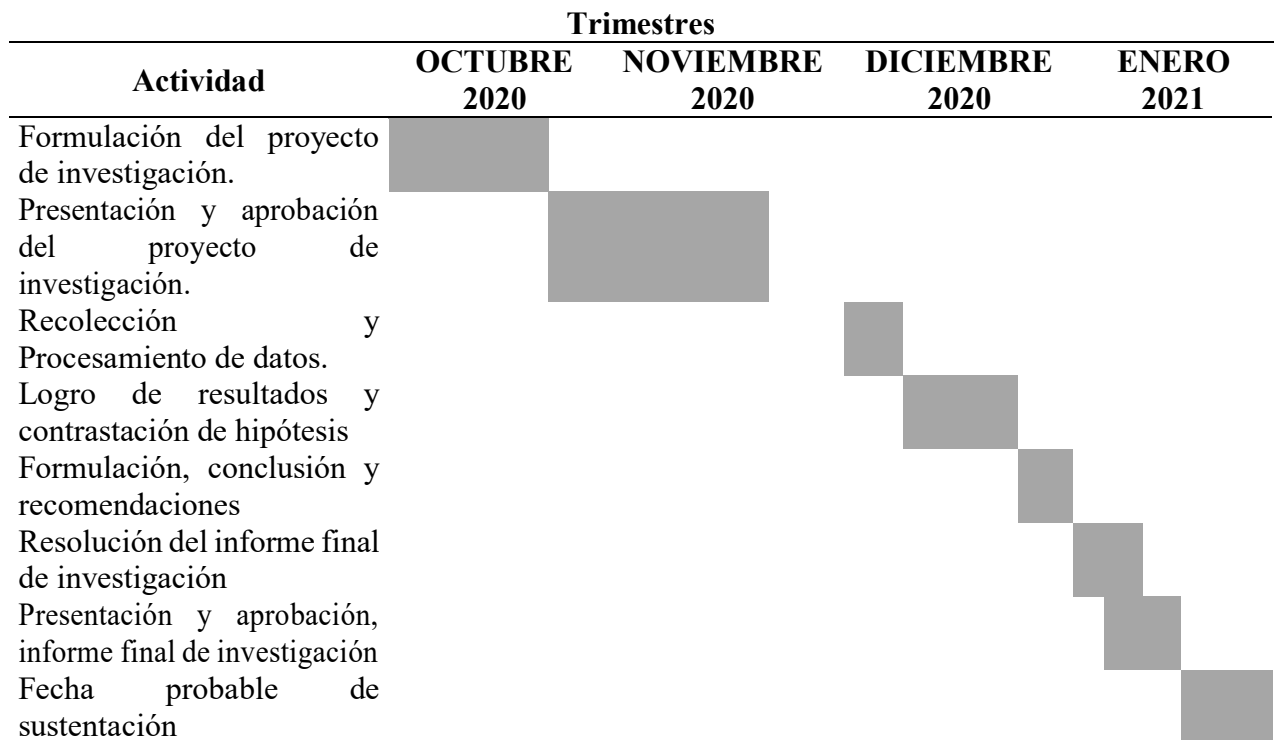 Trimestres
Actividad
OCTUBRE 2020
NOVIEMBRE 2020
DICIEMBRE 2020
ENERO 2021
Formulación del proyecto
de investigación.
Presentación y aprobación
del proyecto de
investigación.
Recolección y
Procesamiento de datos.
Logro de resultados y
contrastación de hipótesis
Formulación, conclusión y
recomendaciones
Resolución del informe final
de investigación
Presentación y aprobación,
informe final de investigación
Fecha probable de
sustentación